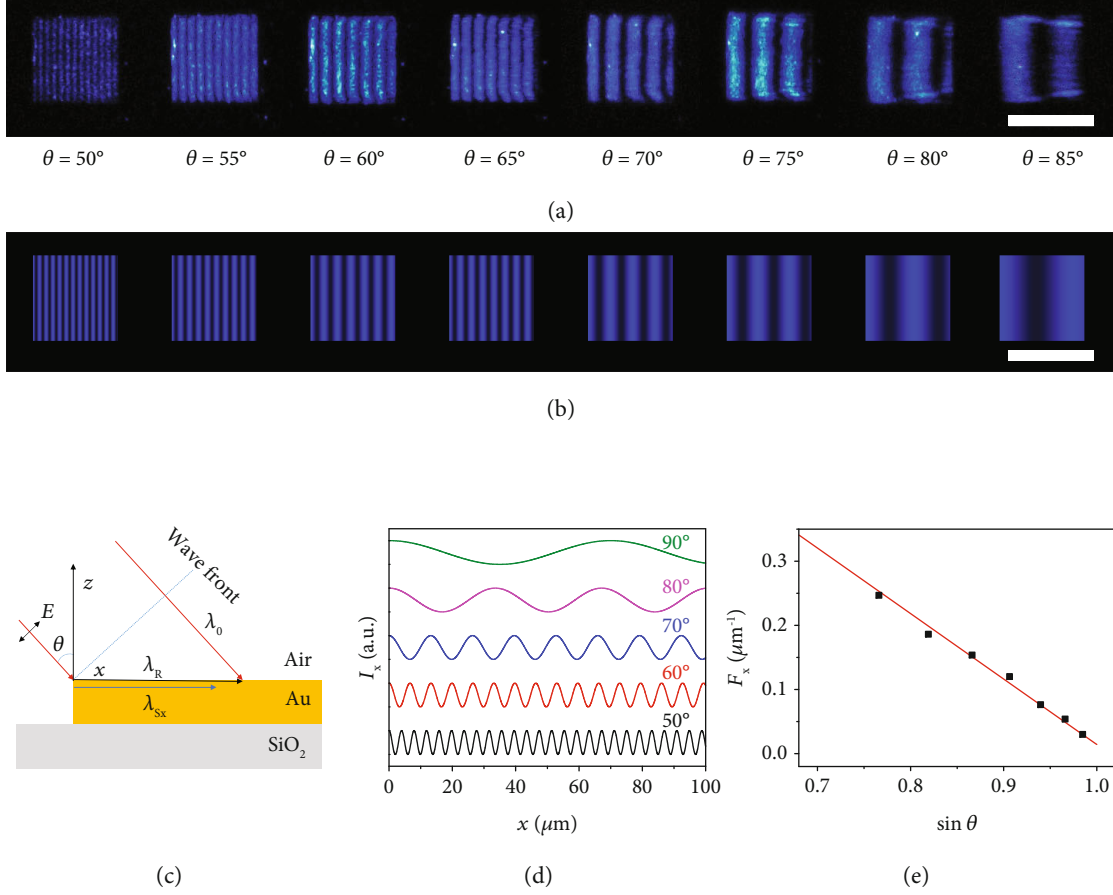 θ = 50° θ = 55° θ = 60° θ = 65° θ = 70° θ = 75° θ = 80° θ = 85°
(a)
(b)
Wave front
z
E
θ
λ₀
x
λR
Air
λSx
Au
SiO₂
(c)
Iₓ (a.u.)
90°
80°
70°
60°
50°
0 20 40 60 80 100
x (μm)
(d)
Fₓ (μm⁻¹)
0.3
0.2
0.1
0.0
0.7 0.8 0.9 1.0
sin θ
(e)